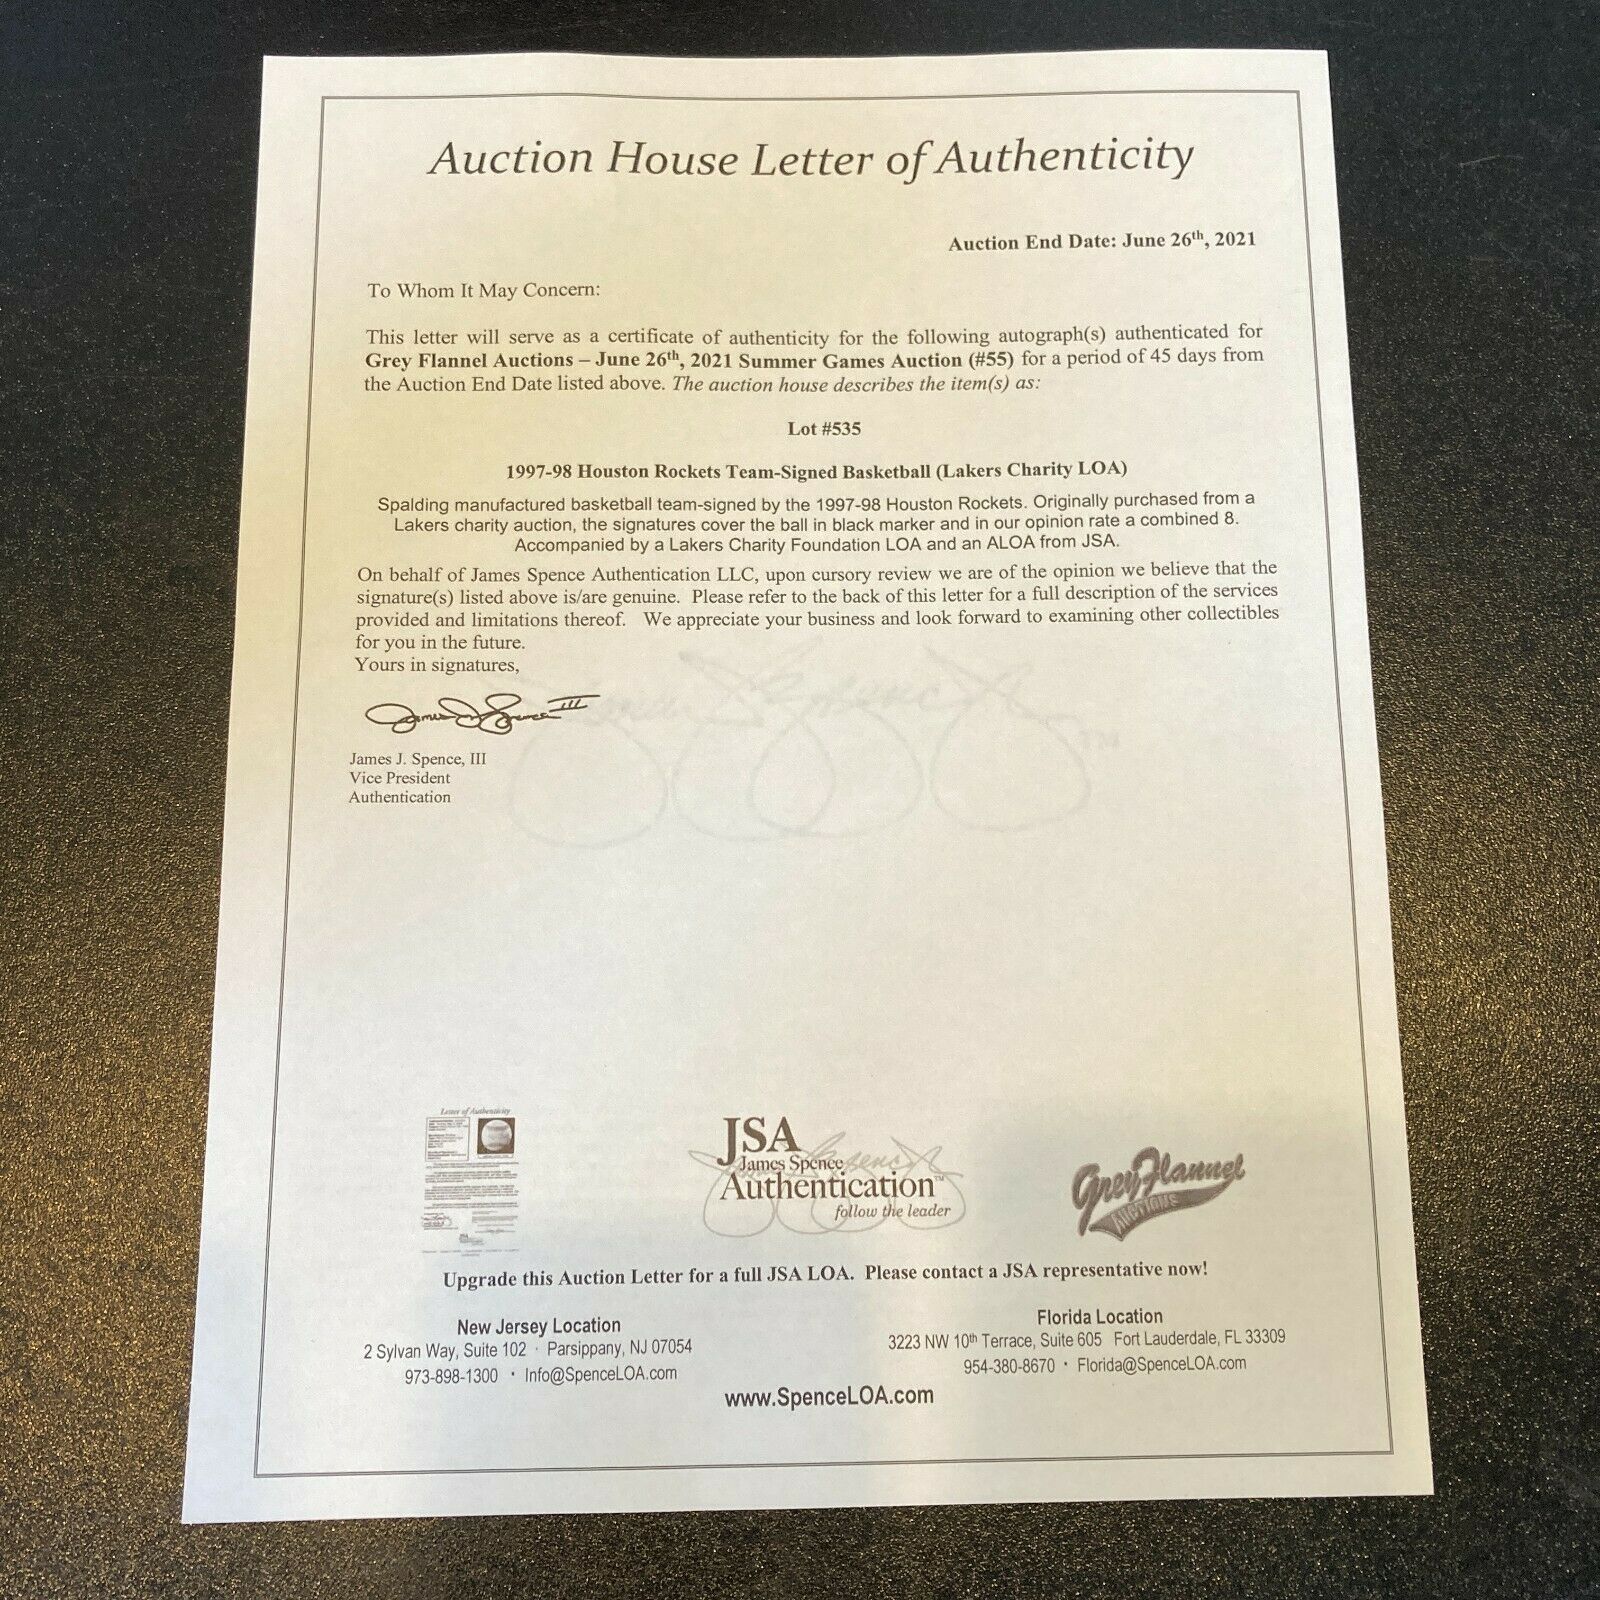 Auction House Letter of Authenticity
Auction End Date: June 26th, 2021
To Whom It May Concern:
This letter will serve as a certificate of authenticity for the following autograph(s) authenticated for
Grey Flannel Auctions – June 26th, 2021 Summer Games Auction (#55) for a period of 45 days from
the Auction End Date listed above. The auction house describes the item(s) as:
Lot #535
1997-98 Houston Rockets Team-Signed Basketball (Lakers Charity LOA)
Spalding manufactured basketball team-signed by the 1997-98 Houston Rockets. Originally purchased from a
Lakers charity auction, the signatures cover the ball in black marker and in our opinion rate a combined 8.
Accompanied by a Lakers Charity Foundation LOA and an ALOA from JSA.
On behalf of James Spence Authentication LLC, upon cursory review we are of the opinion we believe that the
signature(s) listed above is/are genuine. Please refer to the back of this letter for a full description of the services
provided and limitations thereof. We appreciate your business and look forward to examining other collectibles
for you in the future.
Yours in signatures,
James J. Spence III
James J. Spence, III
Vice President
Authentication
Letter of Authenticity
JSA
James Spence
Authentication™
follow the leader
Grey Flannel
Auctions
Upgrade this Auction Letter for a full JSA LOA. Please contact a JSA representative now!
New Jersey Location
2 Sylvan Way, Suite 102 · Parsippany, NJ 07054
973-898-1300 · Info@SpenceLOA.com
Florida Location
3223 NW 10th Terrace, Suite 605 Fort Lauderdale, FL 33309
954-380-8670 · Florida@SpenceLOA.com
www.SpenceLOA.com